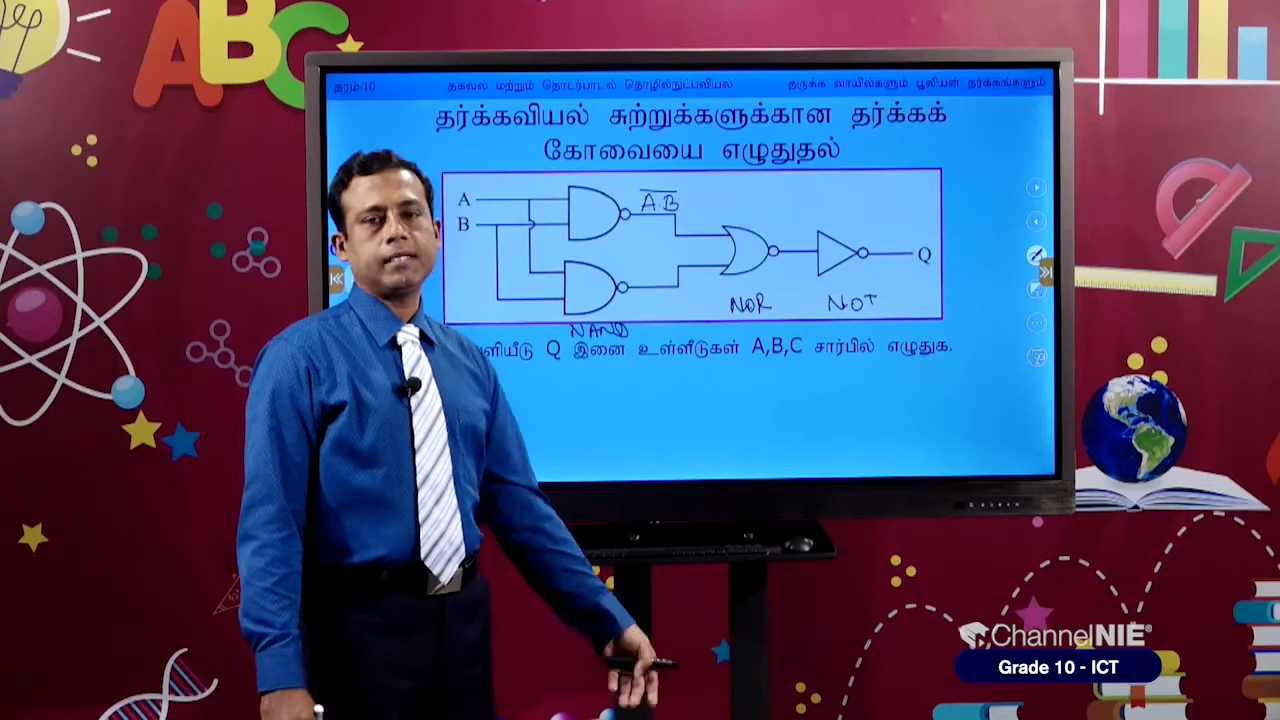 ABC
தரம்-10 தகவல் மற்றும் தொடர்பாடல் தொழில்நுட்பவியல் தருக்க வாயில்களும் பூலியன் தர்க்கங்களும்
தர்க்கவியல் சுற்றுக்களுக்கான தர்க்கக்
கோவையை எழுதுதல்
A
B
A.B
Q
NOR NOT
NAND
ளியீடு Q இனை உள்ளீடுகள் A,B,C சார்பில் எழுதுக.
ChannelNIE®
Grade 10 - ICT